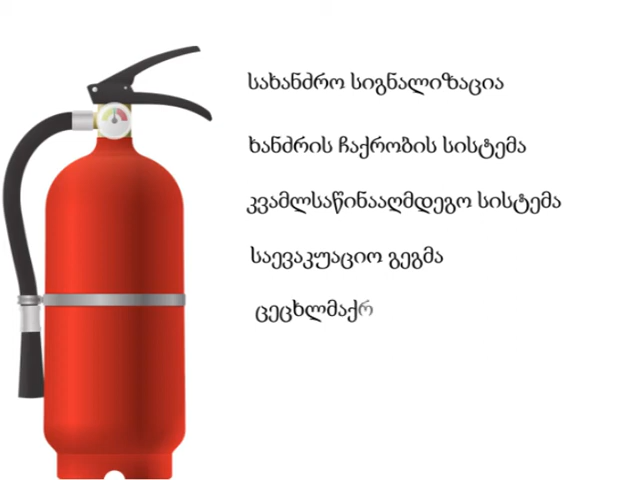 სახანძრო სიგნალიზაცია
ხანძრის ჩაქრობის სისტემა
კვამლსაწინააღმდეგო სისტემა
საევაკუაციო გეგმა
ცეცხლმაქრ